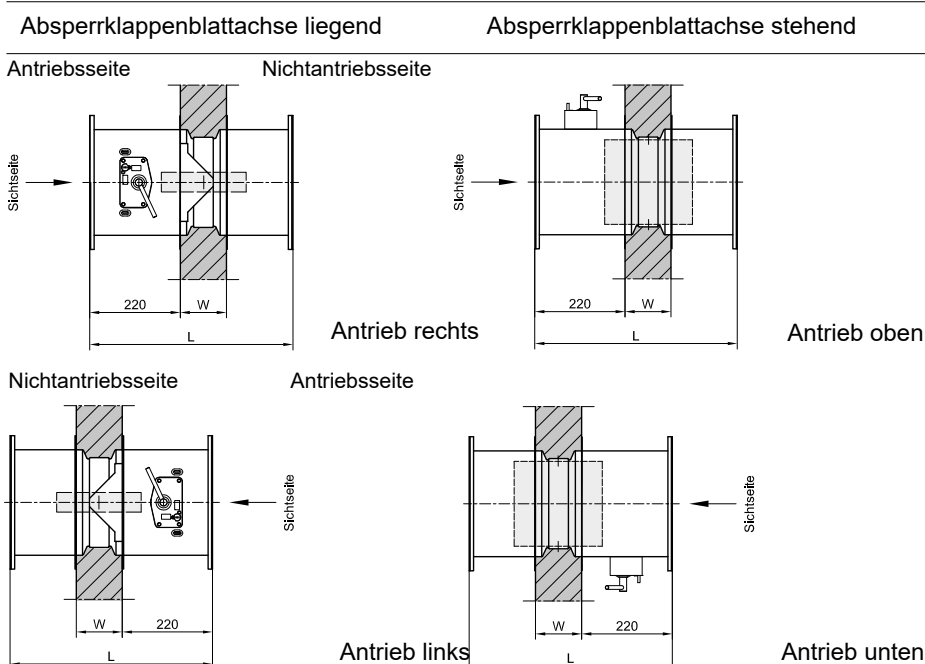 Absperrklappenblattachse liegend
Absperrklappenblattachse stehend
Antriebsseite
Nichtantriebsseite
Sichtseite
220
W
L
Antrieb rechts
Sichtseite
220
W
L
Antrieb oben
Nichtantriebsseite
Antriebsseite
Sichtseite
W
220
L
Antrieb links
Sichtseite
W
220
L
Antrieb unten